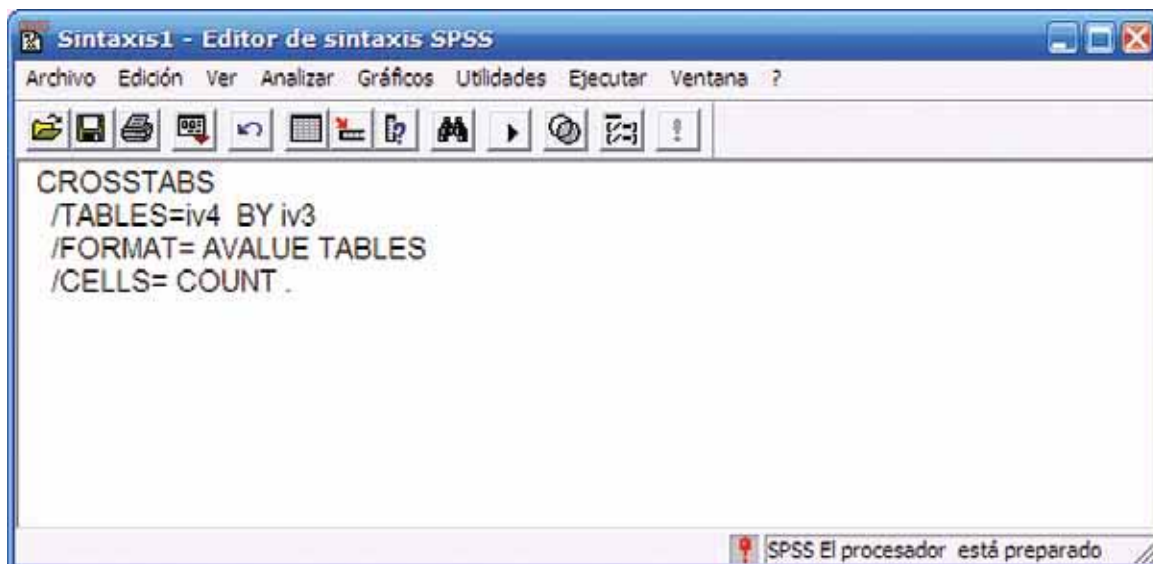 Sintaxis1 - Editor de sintaxis SPSS
Archivo Edición Ver Analizar Gráficos Utilidades Ejecutar Ventana ?
CROSSTABS
/TABLES=iv4 BY iv3
/FORMAT= AVALUE TABLES
/CELLS= COUNT .
SPSS El procesador está preparado